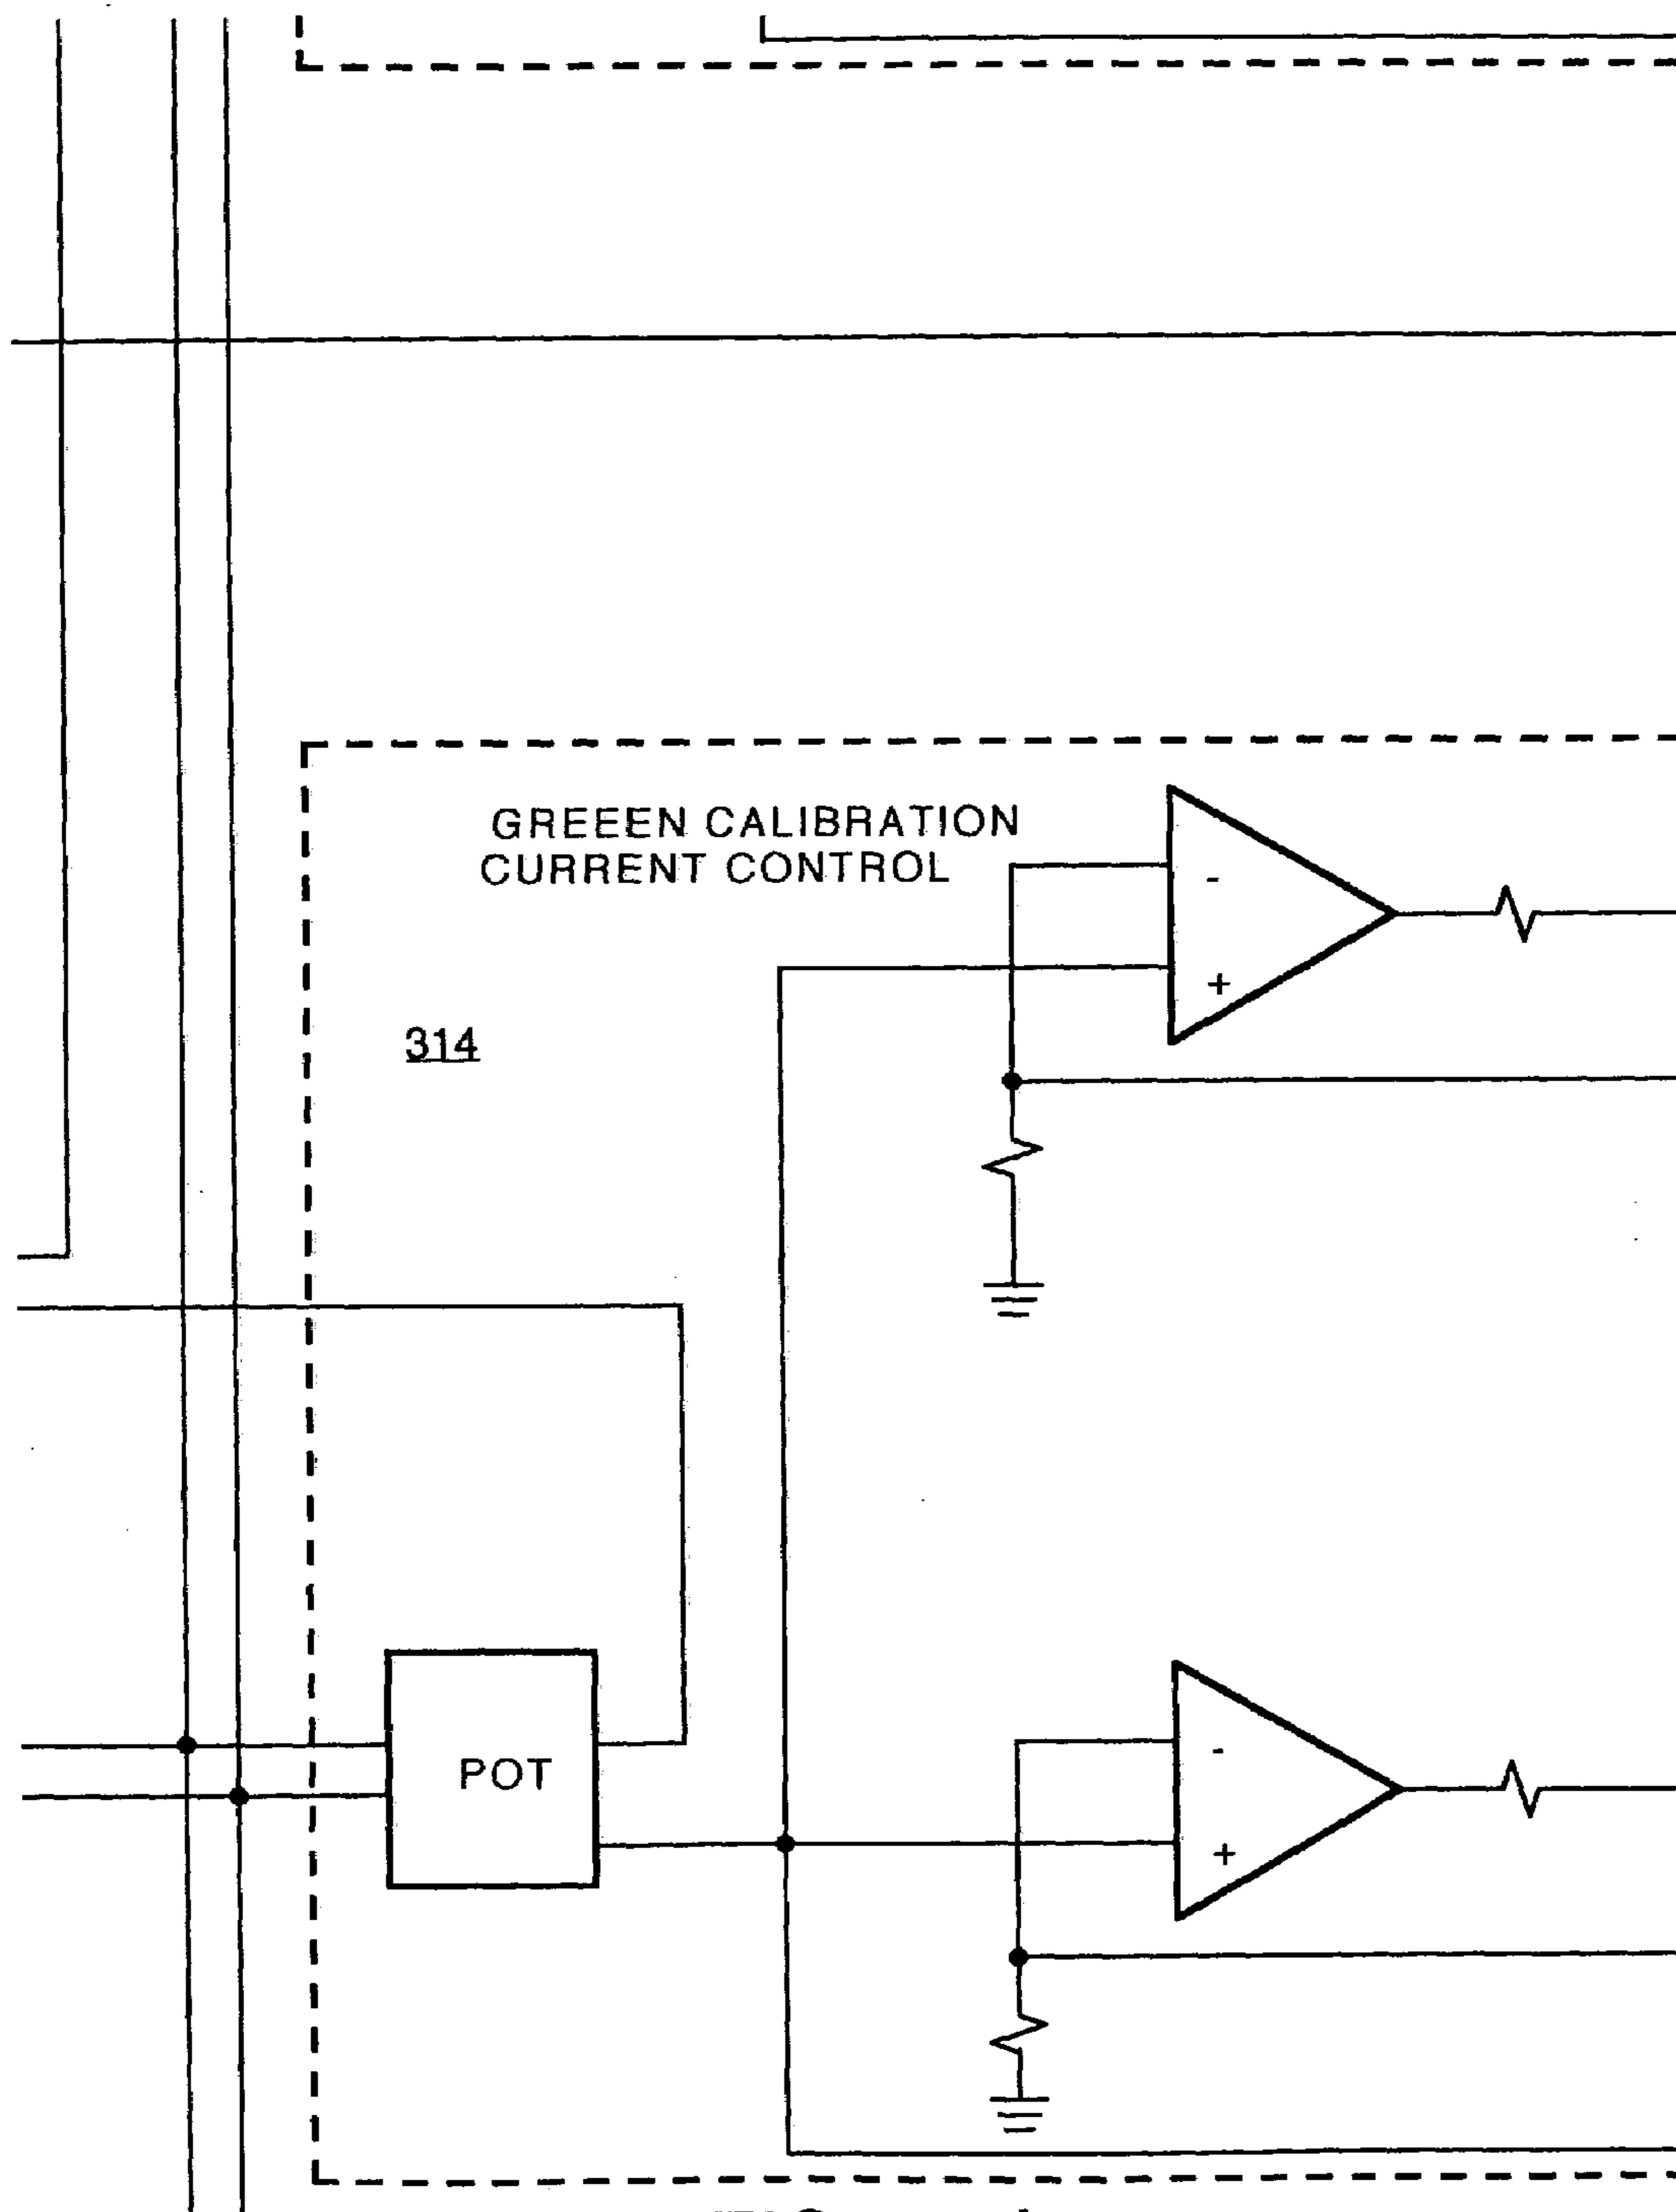 GREEEN CALIBRATION
CURRENT CONTROL
-
+
314
POT
-
+